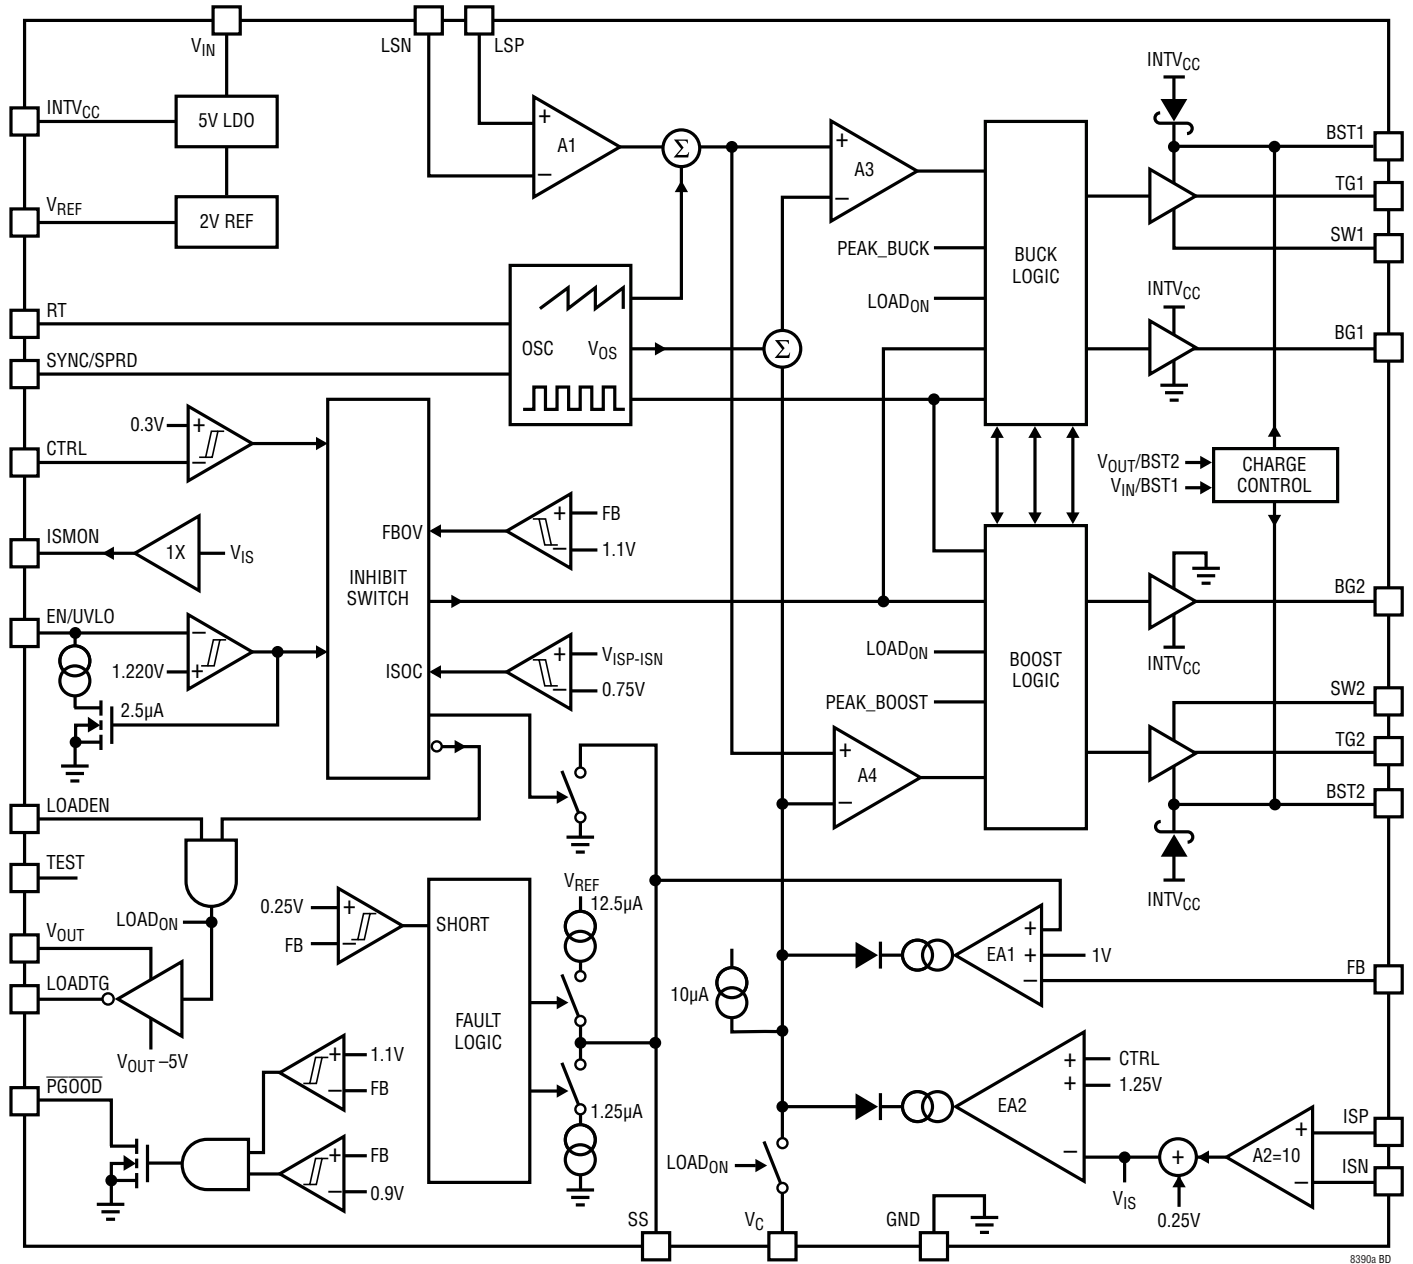 VIN
LSN
LSP
INTVCC
5V LDO
VREF
2V REF
+
A1
−
Σ
+
A3
−
PEAK_BUCK
LOADON
BUCK
LOGIC
INTVCC
BST1
TG1
SW1
INTVCC
BG1
RT
SYNC/SPRD
OSC
VOS
Σ
0.3V
+
−
CTRL
ISMON
1X
VIS
EN/UVLO
−
1.220V
+
2.5µA
FBOV
INHIBIT
SWITCH
ISOC
+
FB
−
1.1V
+
VISP-ISN
−
0.75V
VOUT/BST2
VIN/BST1
CHARGE
CONTROL
BG2
INTVCC
LOADON
BOOST
LOGIC
PEAK_BOOST
+
A4
−
SW2
TG2
BST2
INTVCC
LOADEN
TEST
LOADON
VOUT
LOADTG
VOUT –5V
PGOOD
0.25V
+
FB
−
SHORT
FAULT
LOGIC
VREF
12.5µA
1.25µA
+
1.1V
−
FB
+
FB
−
0.9V
10µA
EA1
+
+
1V
−
FB
EA2
+
CTRL
+
1.25V
−
VIS
+
0.25V
A2=10
+
−
ISP
ISN
LOADON
SS
VC
GND
8390a BD